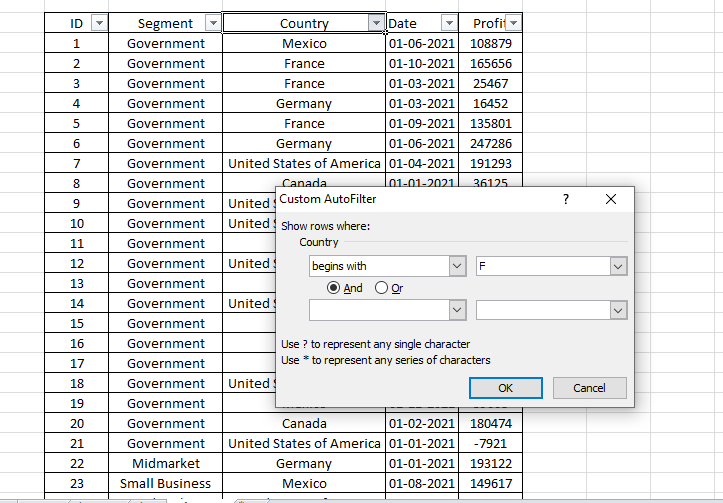 ID Segment Country Date Profit
1 Government Mexico 01-06-2021 108879
2 Government France 01-10-2021 165656
3 Government France 01-03-2021 25467
4 Government Germany 01-03-2021 16452
5 Government France 01-09-2021 135801
6 Government Germany 01-06-2021 247286
7 Government United States of America 01-04-2021 191293
8 Government Canada 01-01-2021 36125
9 Government United
10 Government United
11 Government
12 Government United
13 Government
14 Government United
15 Government
16 Government
17 Government
18 Government United
19 Government
20 Government Canada 01-02-2021 180474
21 Government United States of America 01-01-2021 -7921
22 Midmarket Germany 01-01-2021 193122
23 Small Business Mexico 01-08-2021 149617
Custom AutoFilter ? X
Show rows where:
Country
begins with F
And Or
Use ? to represent any single character
Use * to represent any series of characters
OK Cancel